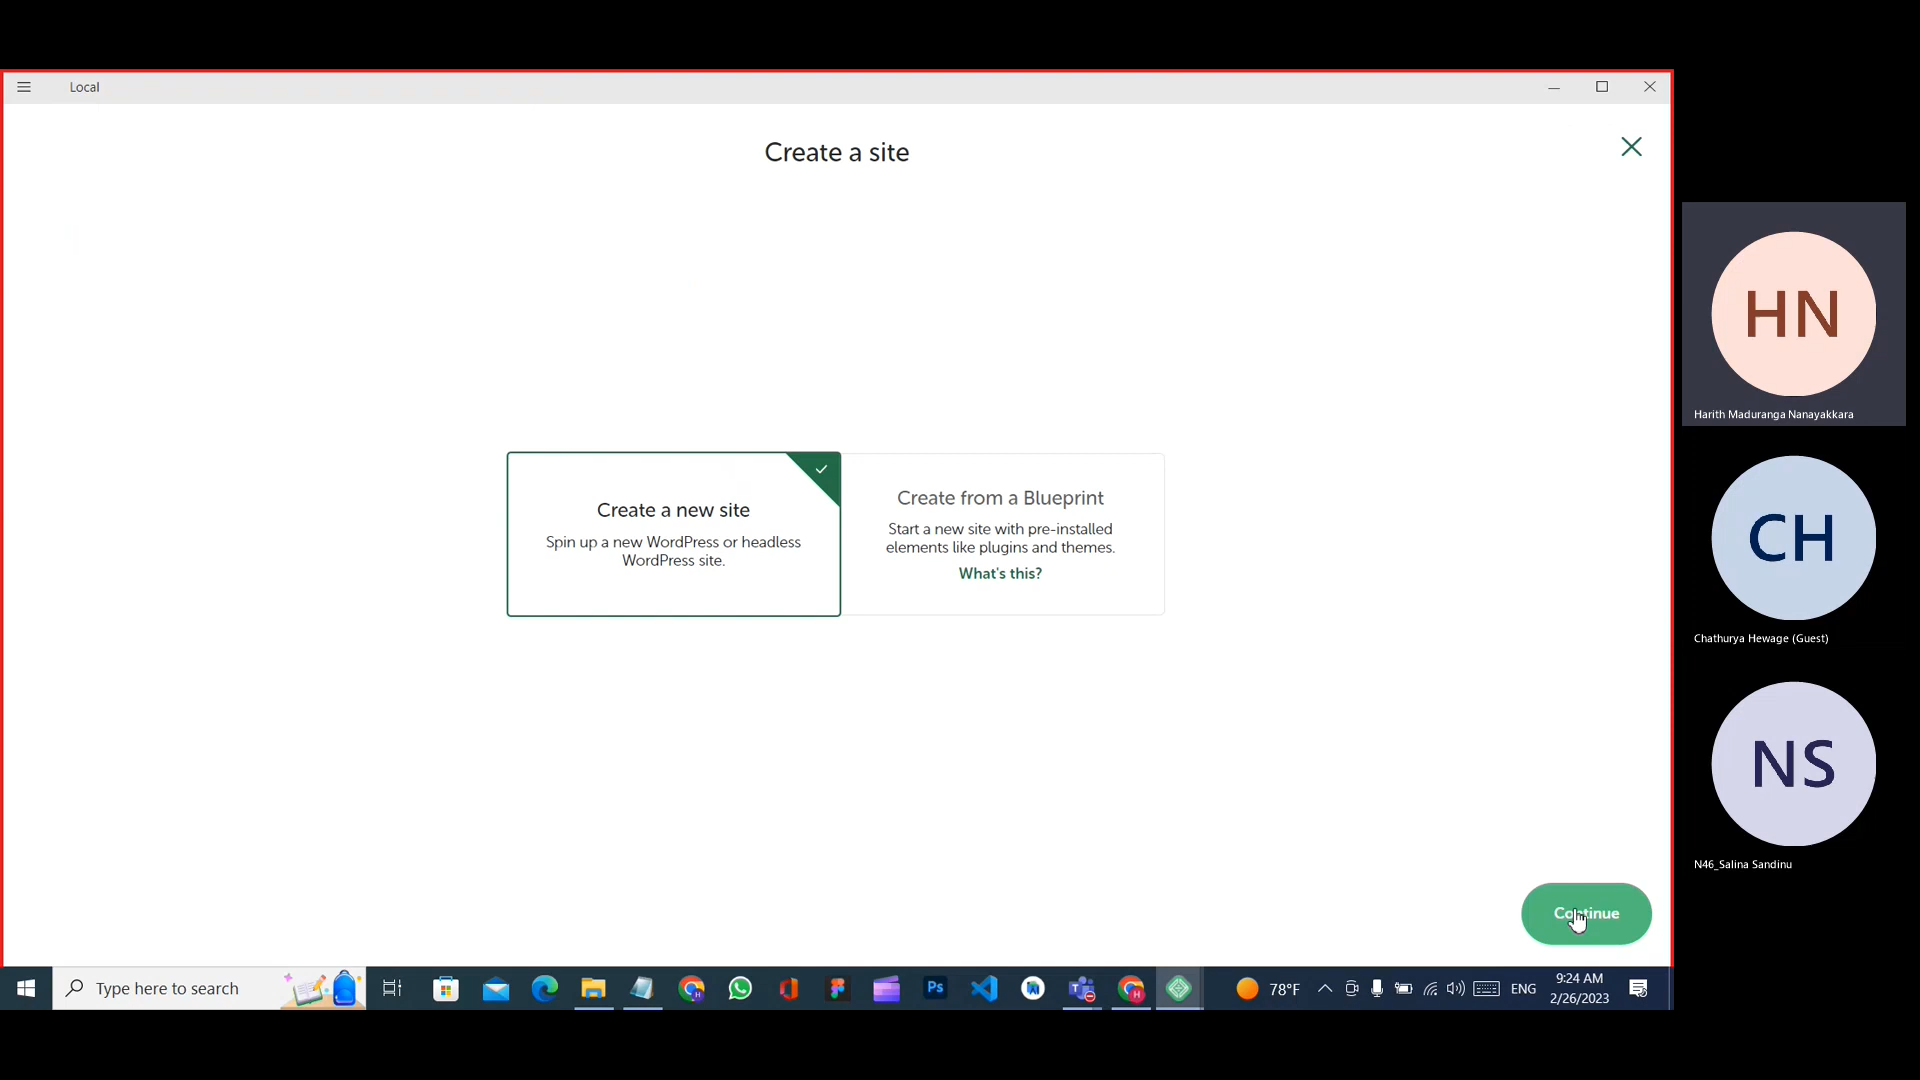 Local
Create a site
Create a new site
Spin up a new WordPress or headless
WordPress site.
Create from a Blueprint
Start a new site with pre-installed
elements like plugins and themes.
What's this?
Continue
HN
Harith Maduranga Nanayakkara
CH
Chathurya Hewage (Guest)
NS
N46_Salina Sandinu
Type here to search
Ps
78°F
ENG
9:24 AM
2/26/2023